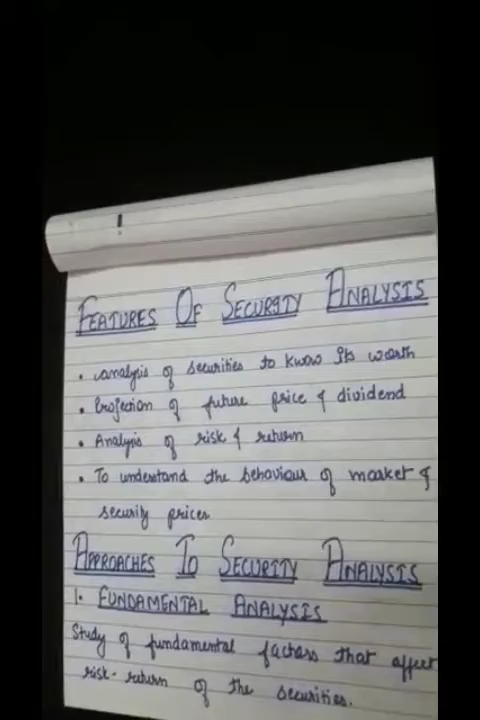 FEATURES OF SECURITY ANALYSIS
• Analysis of securities to know its worth
• Projection of future price & dividend
• Analysis of risk & return
• To understand the behaviour of market &
security prices
APPROACHES TO SECURITY ANALYSIS
1. FUNDAMENTAL ANALYSIS
Study of fundamental factors that affect
risk-return of the securities.